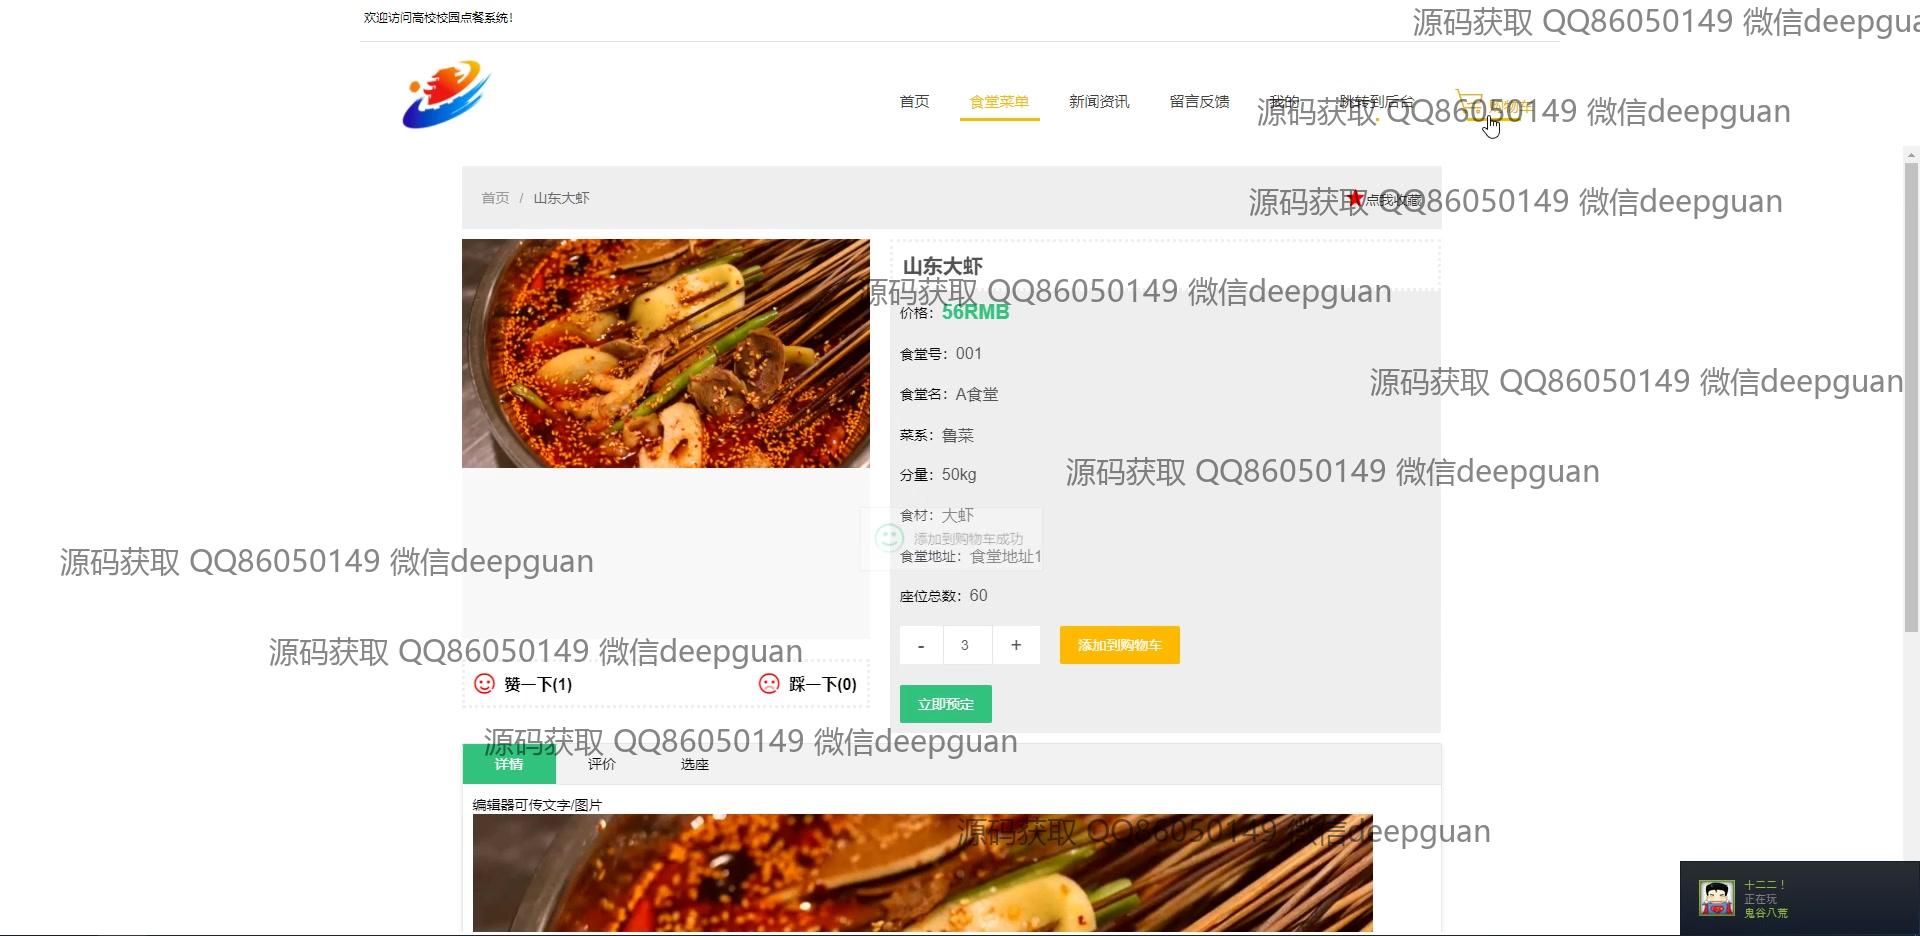 欢迎访问高校校园点餐系统!
源码获取 QQ86050149 微信deepgua
首页
食堂菜单
新闻资讯
留言反馈
我的
跳转到后台
购物车
源码获取 QQ86050149 微信deepguan
首页 / 山东大虾
点我收藏
源码获取 QQ86050149 微信deepguan
山东大虾
源码获取 QQ86050149 微信deepguan
价格：56RMB
食堂号：001
食堂名：A食堂
源码获取 QQ86050149 微信deepguan
菜系：鲁菜
分量：50kg
源码获取 QQ86050149 微信deepguan
食材：大虾
添加到购物车成功
食堂地址：食堂地址1
源码获取 QQ86050149 微信deepguan
座位总数：60
- 3 +
添加到购物车
源码获取 QQ86050149 微信deepguan
赞一下(1)
踩一下(0)
立即预定
源码获取 QQ86050149 微信deepguan
详情
评价
选座
编辑器可传文字/图片
源码获取 QQ86050149 微信deepguan
十二二！
正在玩
鬼谷八荒